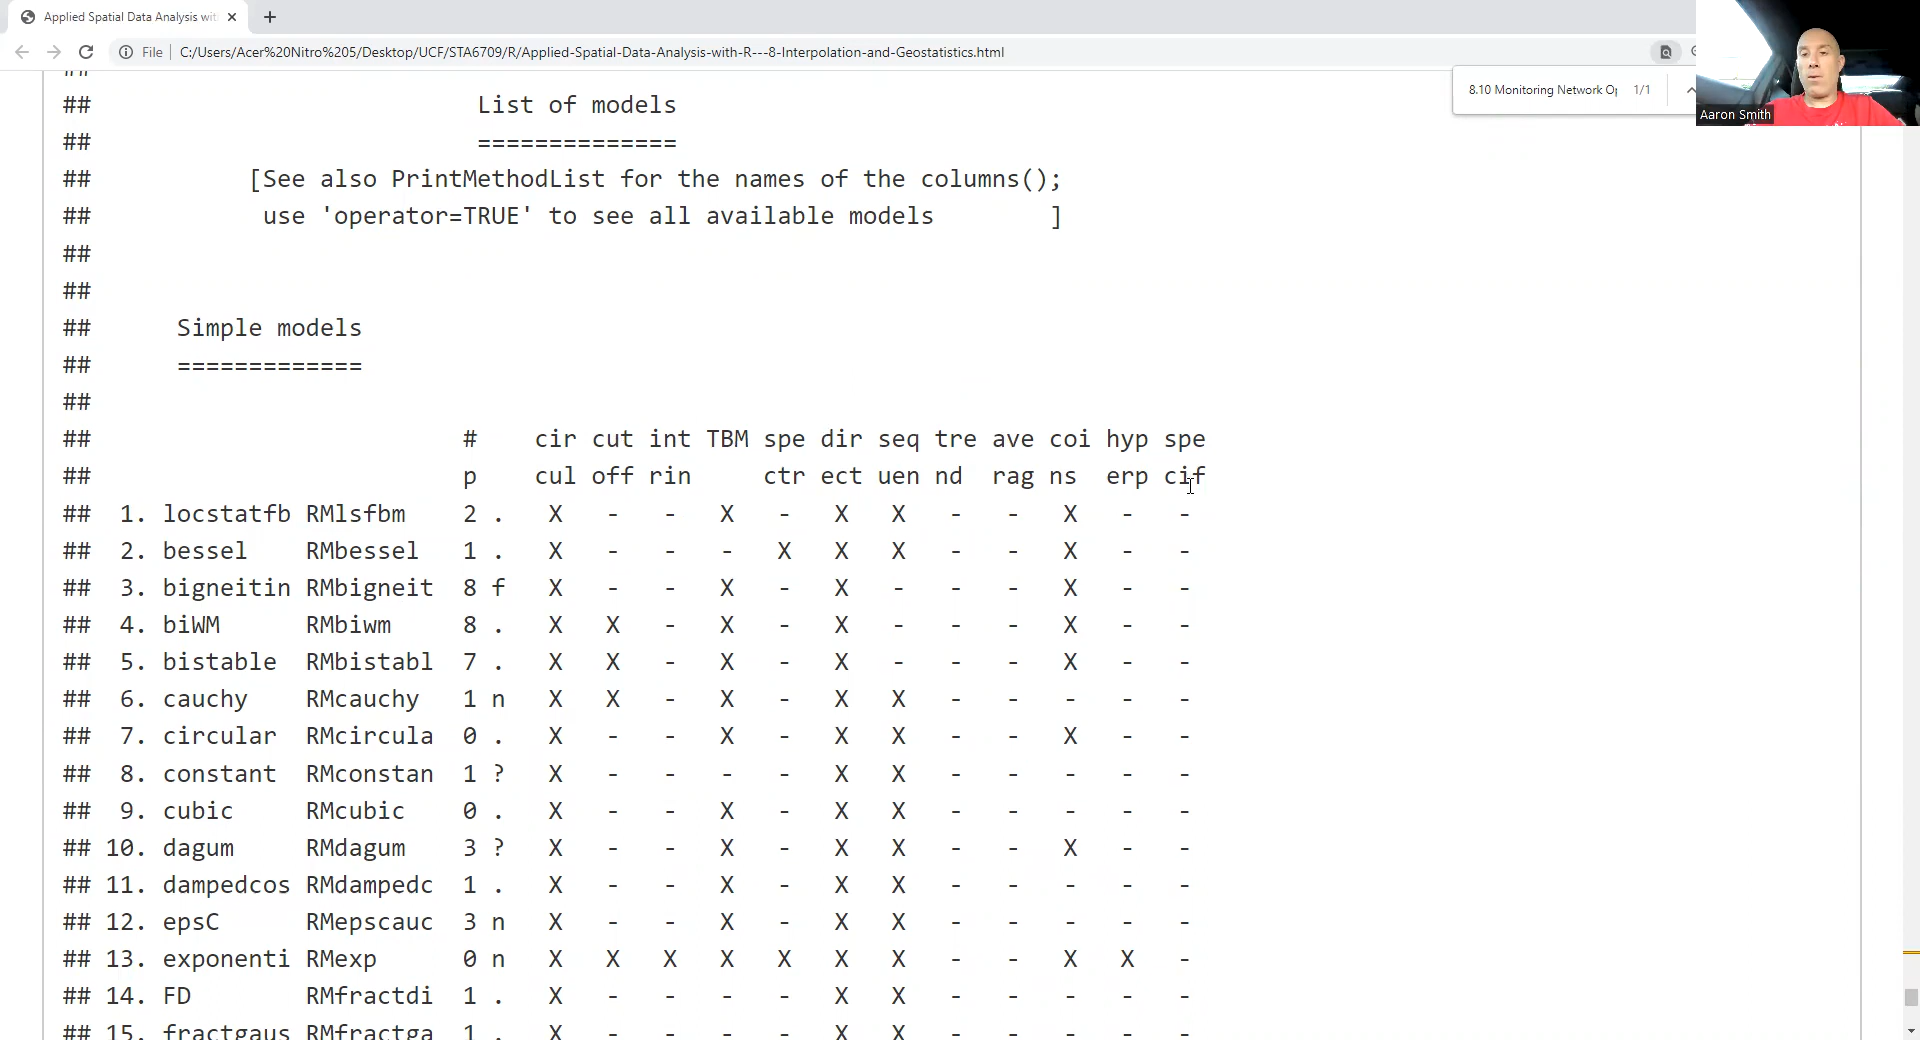 Applied Spatial Data Analysis wit
File
C:/Users/Acer%20Nitro%205/Desktop/UCF/STA6709/R/Applied-Spatial-Data-Analysis-with-R---8-Interpolation-and-Geostatistics.html
8.10 Monitoring Network Op 1/1
Aaron Smith
##
## List of models
## ==============
## [See also PrintMethodList for the names of the columns();
## use 'operator=TRUE' to see all available models ]
##
##
## Simple models
## =============
##
## # cir cut int TBM spe dir seq tre ave coi hyp spe
## p cul off rin ctr ect uen nd rag ns erp cif
## 1. locstatfb RMlsfbm 2 . X - - X - X X - - X - -
## 2. bessel RMbessel 1 . X - - - X X X - - X - -
## 3. bigneitin RMbigneit 8 f X - - X - X - - - X - -
## 4. biWM RMbiwm 8 . X X - X - X - - - X - -
## 5. bistable RMbistabl 7 . X X - X - X - - - X - -
## 6. cauchy RMcauchy 1 n X X - X - X X - - - - -
## 7. circular RMcircula 0 . X - - X - X X - - X - -
## 8. constant RMconstan 1 ? X - - - - X X - - - - -
## 9. cubic RMcubic 0 . X - - X - X X - - - - -
## 10. dagum RMdagum 3 ? X - - X - X X - - X - -
## 11. dampedcos RMdampedc 1 . X - - X - X X - - - - -
## 12. epsC RMepscauc 3 n X - - X - X X - - - - -
## 13. exponenti RMexp 0 n X X X X X X X - - X X -
## 14. FD RMfractdi 1 . X - - - - X X - - - - -
## 15. fractgaus RMfractga 1 . X - - - - X X - - - - -